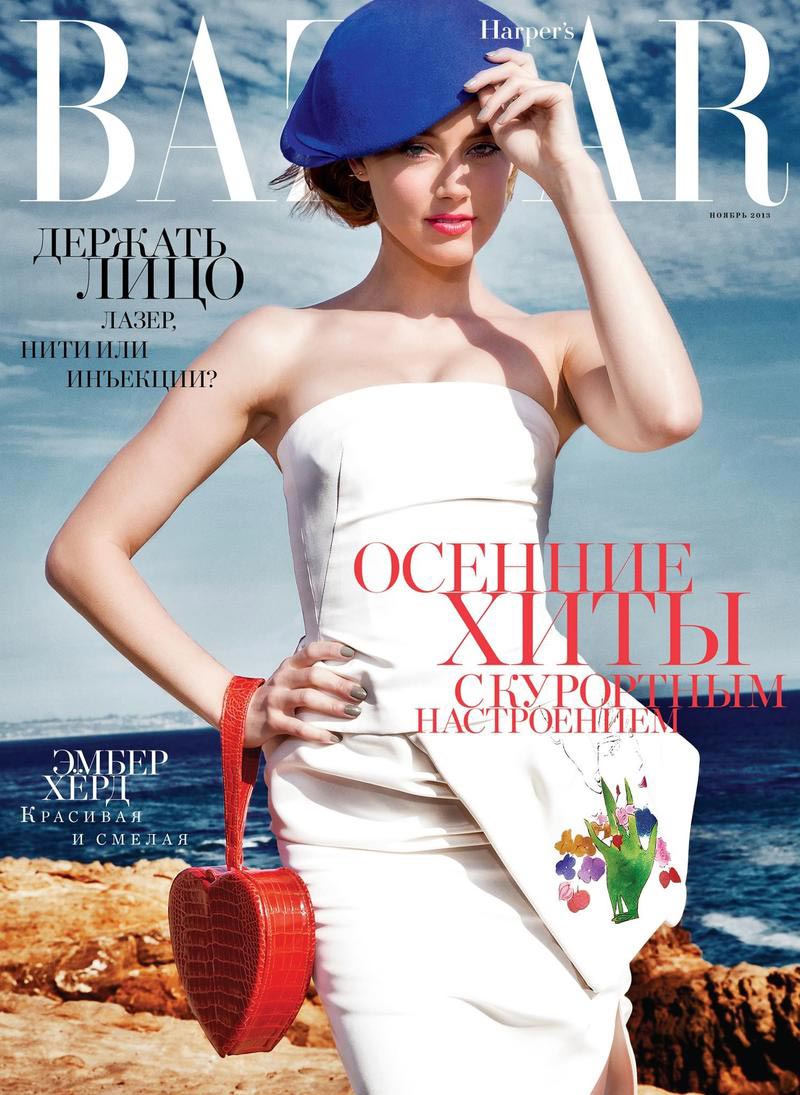 Harper's
BAZAAR
НОЯБРЬ 2013
ДЕРЖАТЬ
ЛИЦО
ЛАЗЕР,
НИТИ ИЛИ
ИНЪЕКЦИИ?
ОСЕННИЕ
ХИТЫ
С КУРОРТНЫМ
НАСТРОЕНИЕМ
ЭМБЕР
ХЁРД
КРАСИВАЯ
И СМЕЛАЯ